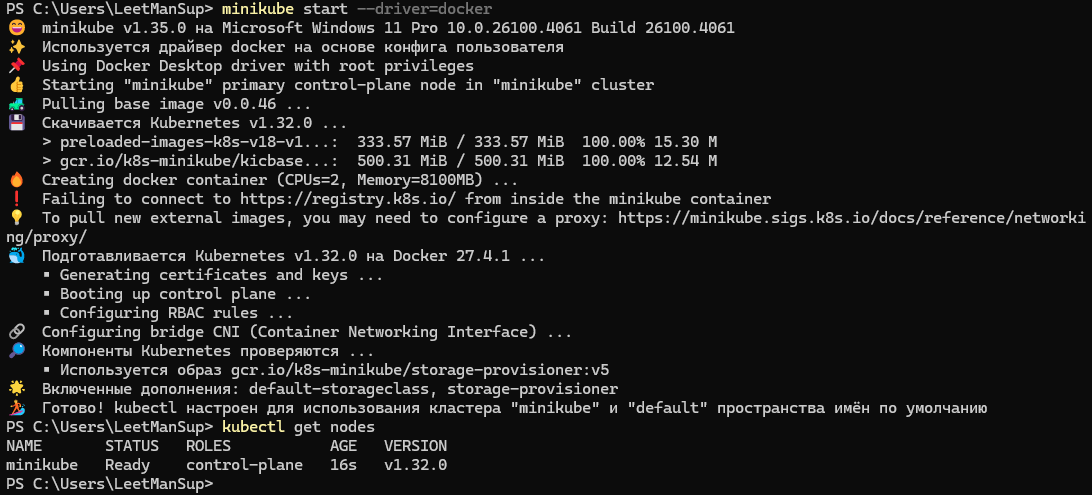 PS C:\Users\LeetManSup> minikube start --driver=docker
😄  minikube v1.35.0 на Microsoft Windows 11 Pro 10.0.26100.4061 Build 26100.4061
✨  Используется драйвер docker на основе конфига пользователя
📌  Using Docker Desktop driver with root privileges
👍  Starting "minikube" primary control-plane node in "minikube" cluster
🚜  Pulling base image v0.0.46 ...
💾  Скачивается Kubernetes v1.32.0 ...
    > preloaded-images-k8s-v18-v1...:  333.57 MiB / 333.57 MiB  100.00% 15.30 M
    > gcr.io/k8s-minikube/kicbase...:  500.31 MiB / 500.31 MiB  100.00% 12.54 M
🔥  Creating docker container (CPUs=2, Memory=8100MB) ...
❗  Failing to connect to https://registry.k8s.io/ from inside the minikube container
💡  To pull new external images, you may need to configure a proxy: https://minikube.sigs.k8s.io/docs/reference/networki
ng/proxy/
🐳  Подготавливается Kubernetes v1.32.0 на Docker 27.4.1 ...
    ▪ Generating certificates and keys ...
    ▪ Booting up control plane ...
    ▪ Configuring RBAC rules ...
🔗  Configuring bridge CNI (Container Networking Interface) ...
🔎  Компоненты Kubernetes проверяются ...
    ▪ Используется образ gcr.io/k8s-minikube/storage-provisioner:v5
🌟  Включенные дополнения: default-storageclass, storage-provisioner
🏄  Готово! kubectl настроен для использования кластера "minikube" и "default" пространства имён по умолчанию
PS C:\Users\LeetManSup> kubectl get nodes
NAME       STATUS   ROLES           AGE   VERSION
minikube   Ready    control-plane   16s   v1.32.0
PS C:\Users\LeetManSup>